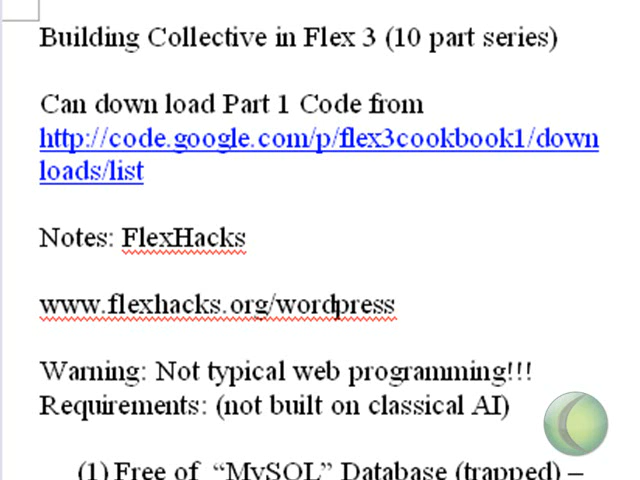 Building Collective in Flex 3 (10 part series)
Can down load Part 1 Code from
http://code.google.com/p/flex3cookbook1/down
loads/list
Notes: FlexHacks
www.flexhacks.org/wordpress
Warning: Not typical web programming!!!
Requirements: (not built on classical AI)
(1) Free of “MySQL” Database (trapped) –